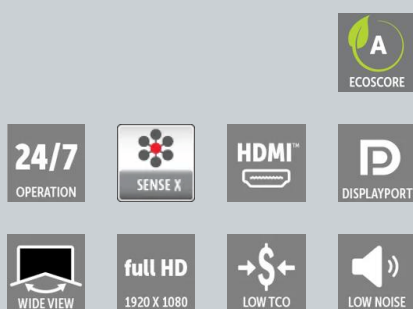 A
ECOSCORE
24/7
OPERATION
SENSE X
HDMI™
DISPLAYPORT
WIDE VIEW
full HD
1920 X 1080
→$←
LOW TCO
LOW NOISE